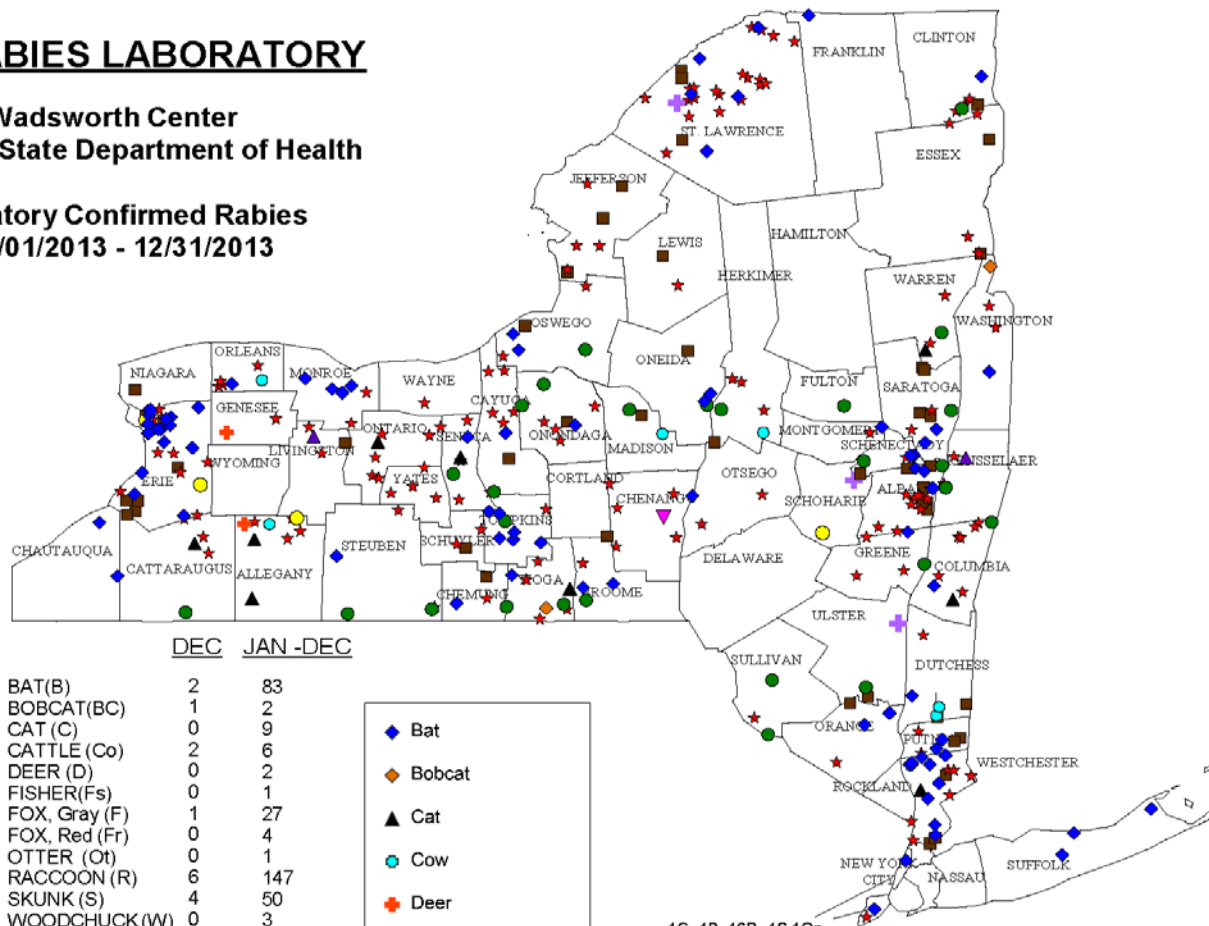 ABIES LABORATORY
Wadsworth Center
State Department of Health
atory Confirmed Rabies
/01/2013 - 12/31/2013
CLINTON
FRANKLIN
ST. LAWRENCE
ESSEX
JEFFERSON
HAMILTON
LEWIS
HERKIMER
WARREN
WASHINGTON
OSWEGO
ORLEANS
ONEIDA
NIAGARA
MONROE
WAYNE
FULTON
SARATOGA
GENESEE
CAYUGA
MONTGOMER
ONTARIO
SENECA
ONONDAGA
MADISON
SCHENECTADY
LIVINGSTON
RENSSELAER
WYOMING
OTSEGO
ERIE
YATES
CORTLAND
SCHOHARIE
ALBA
CHENANG
TOMPKINS
CHAUTAUQUA
STEUBEN
SCHUYLER
DELAWARE
GREENE
CATTARAUGUS
ALLEGANY
COLUMBIA
CHEMUNG
TIOGA
BROOME
ULSTER
SULLIVAN
DUTCHESS
ORANGE
PUTN
WESTCHESTER
ROCKLAND
NEW YORK
CITY
NASSAU
SUFFOLK
DEC JAN -DEC
BAT(B) 2 83
BOBCAT(BC) 1 2
CAT (C) 0 9
CATTLE (Co) 2 6
DEER (D) 0 2
FISHER(Fs) 0 1
FOX, Gray (F) 1 27
FOX, Red (Fr) 0 4
OTTER (Ot) 0 1
RACCOON (R) 6 147
SKUNK (S) 4 50
WOODCHUCK(W) 0 3
Bat
Bobcat
Cat
Cow
Deer